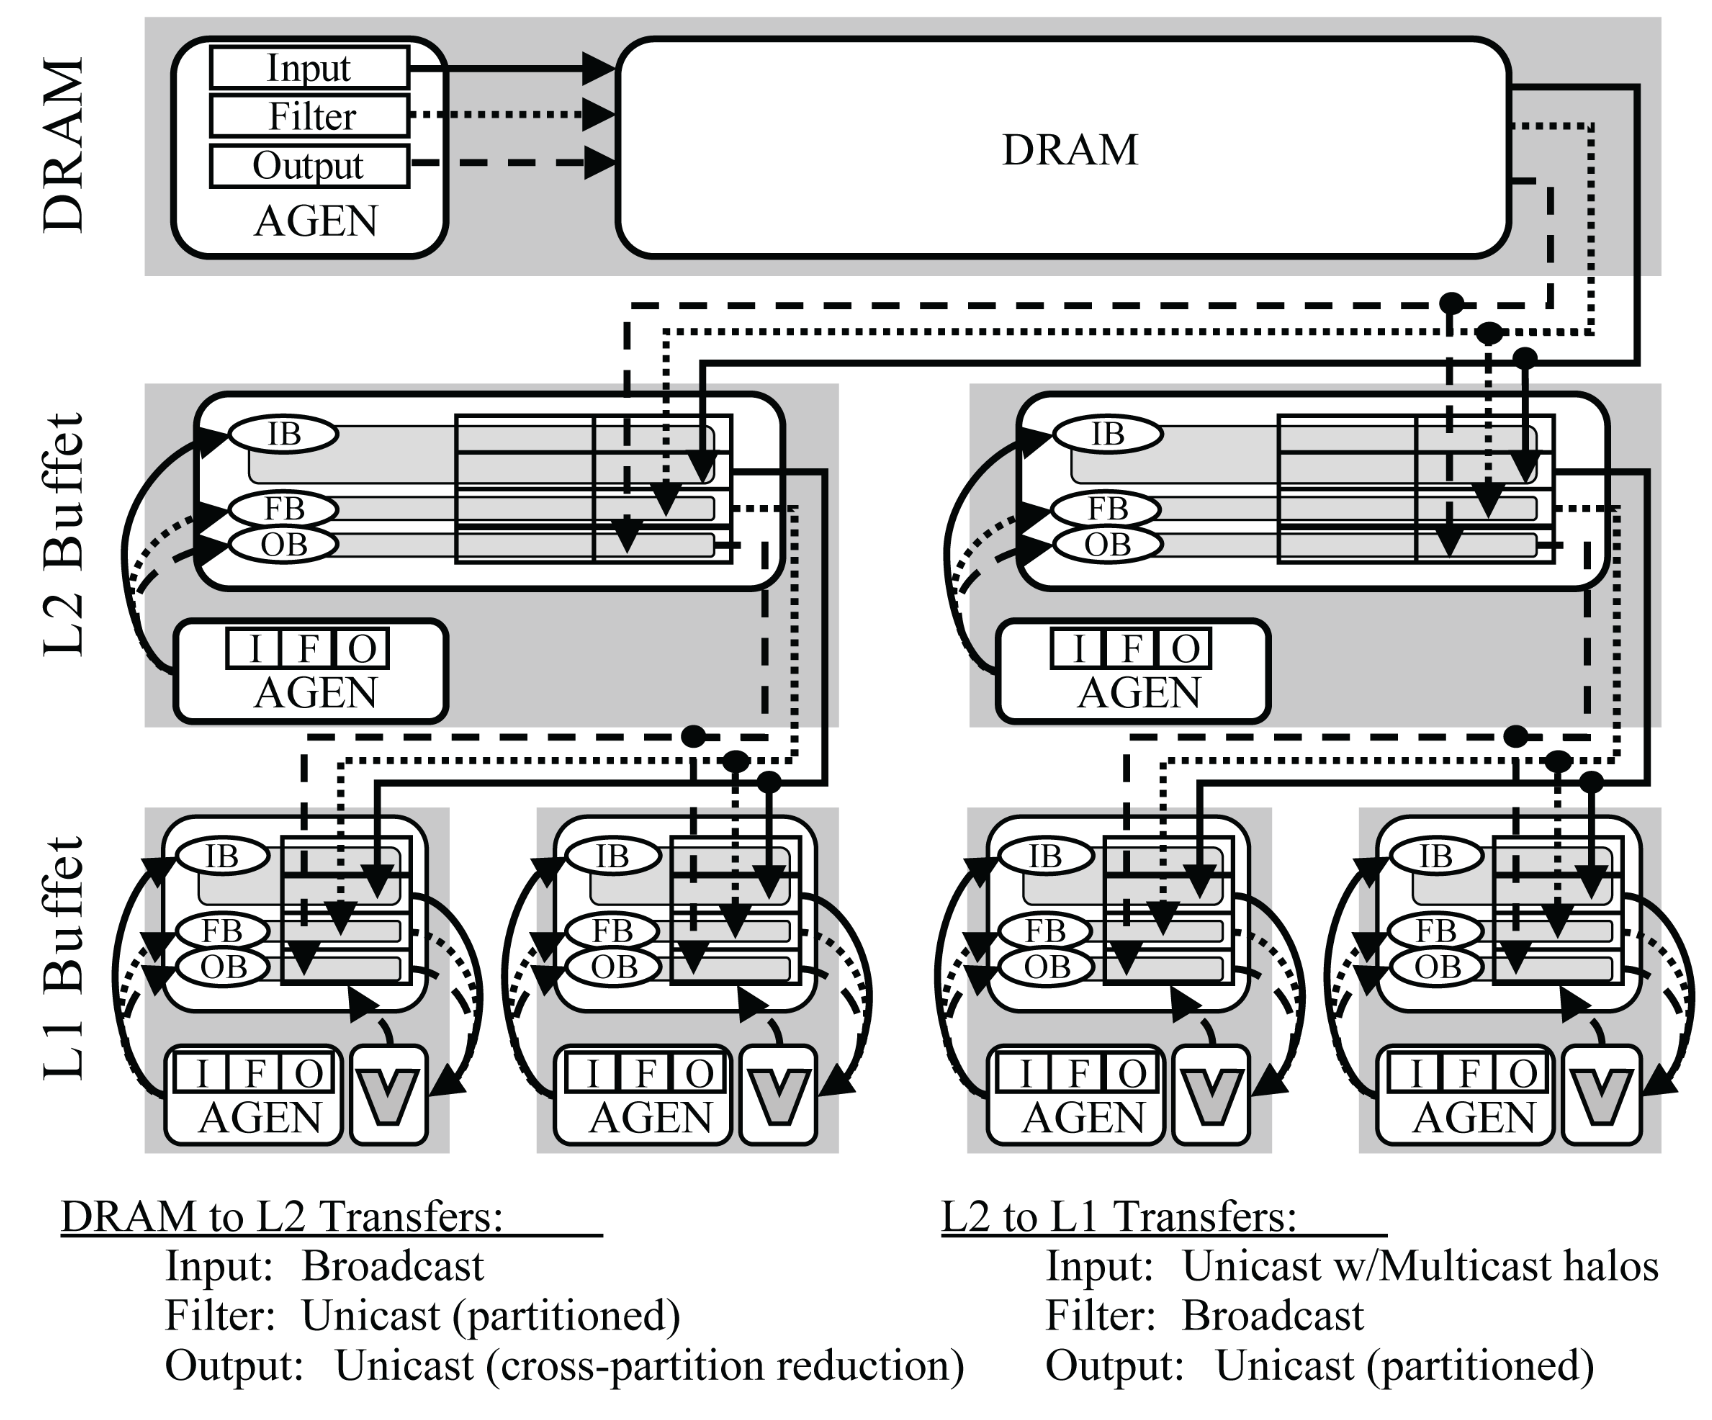 DRAM
Input
Filter
Output
AGEN
DRAM
L2 Buffet
IB
FB
OB
I F O
AGEN
IB
FB
OB
I F O
AGEN
L1 Buffet
IB
FB
OB
I F O
AGEN
IB
FB
OB
I F O
AGEN
IB
FB
OB
I F O
AGEN
IB
FB
OB
I F O
AGEN
DRAM to L2 Transfers:
Input: Broadcast
Filter: Unicast (partitioned)
Output: Unicast (cross-partition reduction)
L2 to L1 Transfers:
Input: Unicast w/Multicast halos
Filter: Broadcast
Output: Unicast (partitioned)